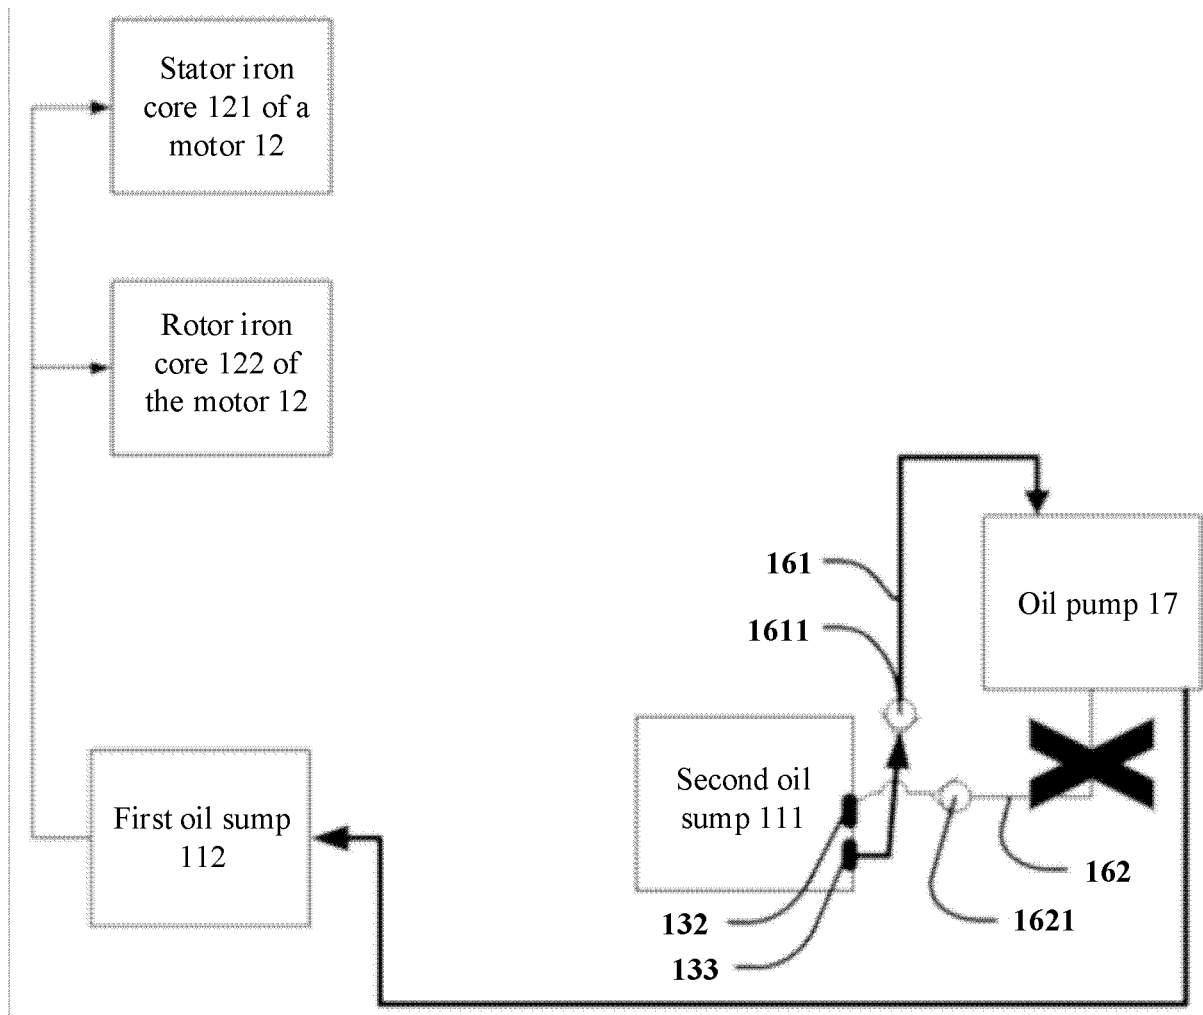 Stator iron
core 121 of a
motor 12
Rotor iron
core 122 of
the motor 12
161
1611
Oil pump 17
Second oil
sump 111
First oil sump
112
162
132
1621
133